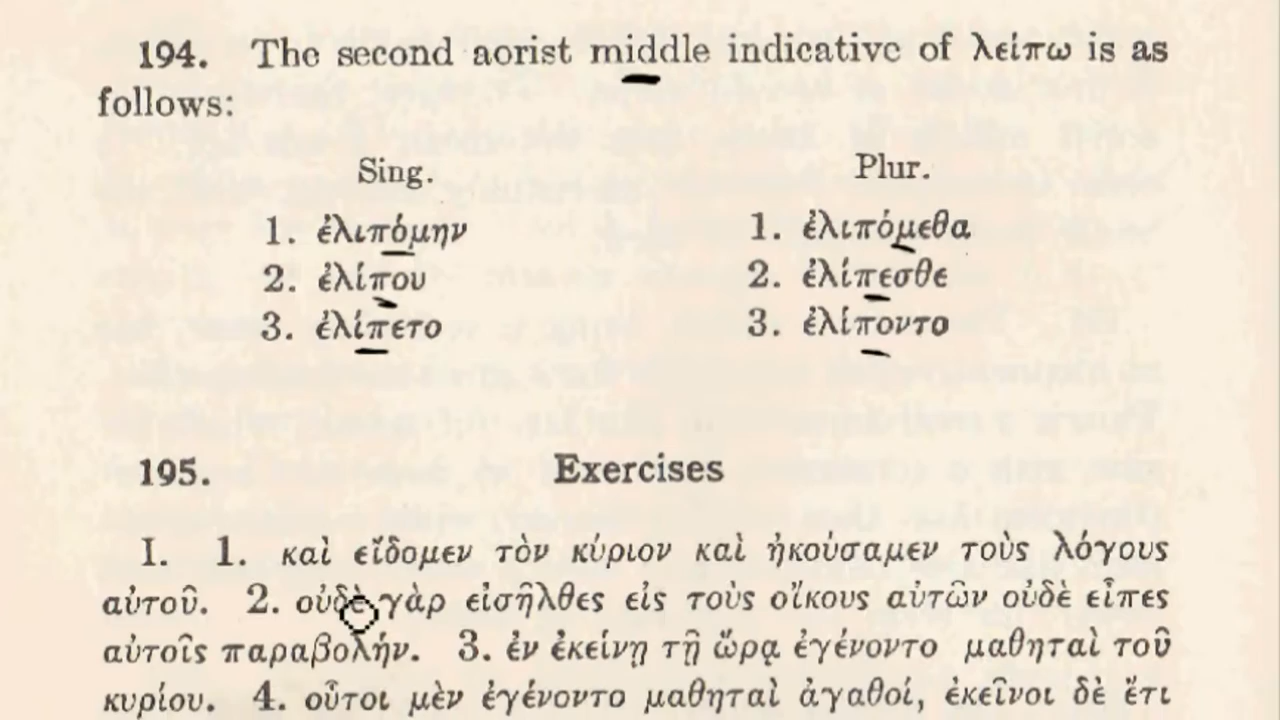 194. The second aorist middle indicative of λείπω is as
follows:
Sing. Plur.
1. ἐλιπόμην 1. ἐλιπόμεθα
2. ἐλίπου 2. ἐλίπεσθε
3. ἐλίπετο 3. ἐλίποντο
195. Exercises
I. 1. καὶ εἴδομεν τὸν κύριον καὶ ἠκούσαμεν τοὺς λόγους
αὐτοῦ. 2. οὐδὲ γὰρ εἰσῆλθες εἰς τοὺς οἴκους αὐτῶν οὐδὲ εἶπες
αὐτοῖς παραβολήν. 3. ἐν ἐκείνῃ τῇ ὥρᾳ ἐγένοντο μαθηταὶ τοῦ
κυρίου. 4. οὗτοι μὲν ἐγένοντο μαθηταὶ ἀγαθοί, ἐκεῖνοι δὲ ἔτι